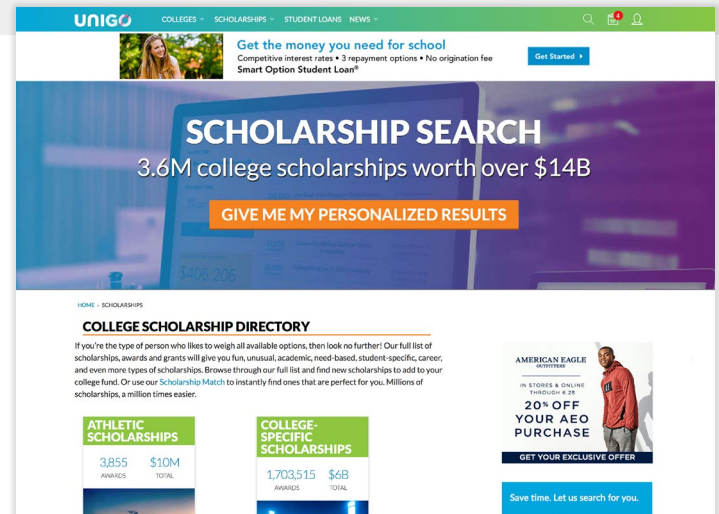 UNIGO
COLLEGES SCHOLARSHIPS STUDENT LOANS NEWS
4
Get the money you need for school
Competitive interest rates • 3 repayment options • No origination fee
Smart Option Student Loan®
Get Started
SCHOLARSHIP SEARCH
3.6M college scholarships worth over $14B
GIVE ME MY PERSONALIZED RESULTS
$406,206
HOME » SCHOLARSHIPS
COLLEGE SCHOLARSHIP DIRECTORY
If you're the type of person who likes to weigh all available options, then look no further! Our full list of
scholarships, awards and grants will give you fun, unusual, academic, need-based, student-specific, career,
and even more types of scholarships. Browse through our full list and find new scholarships to add to your
college fund. Or use our Scholarship Match to instantly find ones that are perfect for you. Millions of
scholarships, a million times easier.
ATHLETIC
SCHOLARSHIPS
3,855 $10M
AWARDS TOTAL
COLLEGE-
SPECIFIC
SCHOLARSHIPS
1,703,515 $6B
AWARDS TOTAL
AMERICAN EAGLE
OUTFITTERS
IN STORES & ONLINE
THROUGH 6.25
20% OFF
YOUR AEO
PURCHASE
GET YOUR EXCLUSIVE OFFER
Save time. Let us search for you.